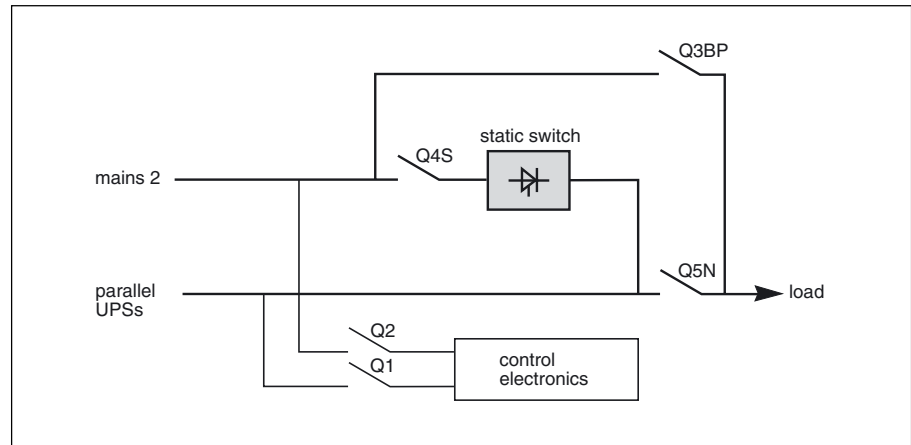 Q3BP
static switch
Q4S
mains 2
Q5N
parallel
UPSs
load
Q2
Q1
control
electronics